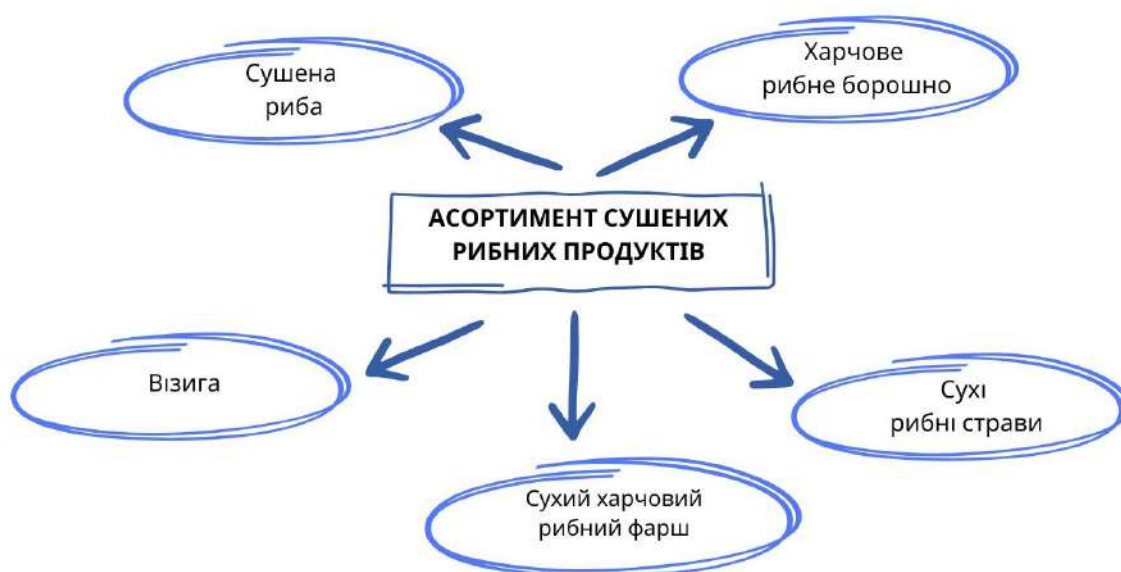 Сушена
риба
Харчове
рибне борошно
АСОРТИМЕНТ СУШЕНИХ
РИБНИХ ПРОДУКТІВ
Візига
Сухі
рибні страви
Сухий харчовий
рибний фарш